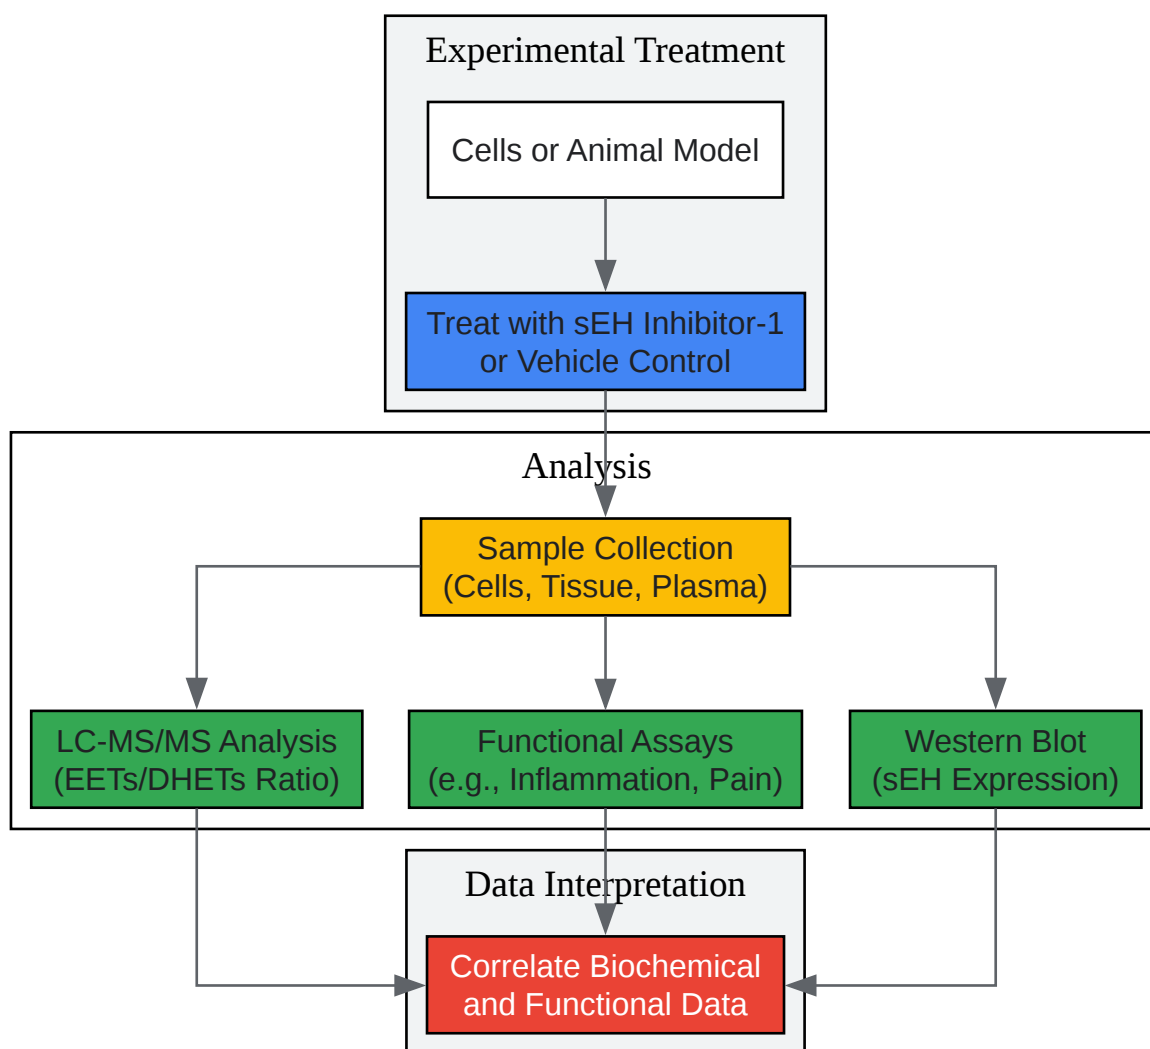 Experimental Treatment
Cells or Animal Model
Treat with sEH Inhibitor-1
or Vehicle Control
Analysis
Sample Collection
(Cells, Tissue, Plasma)
LC-MS/MS Analysis
(EETs/DHETs Ratio)
Functional Assays
(e.g., Inflammation, Pain)
Western Blot
(sEH Expression)
Data Interpretation
Correlate Biochemical
and Functional Data